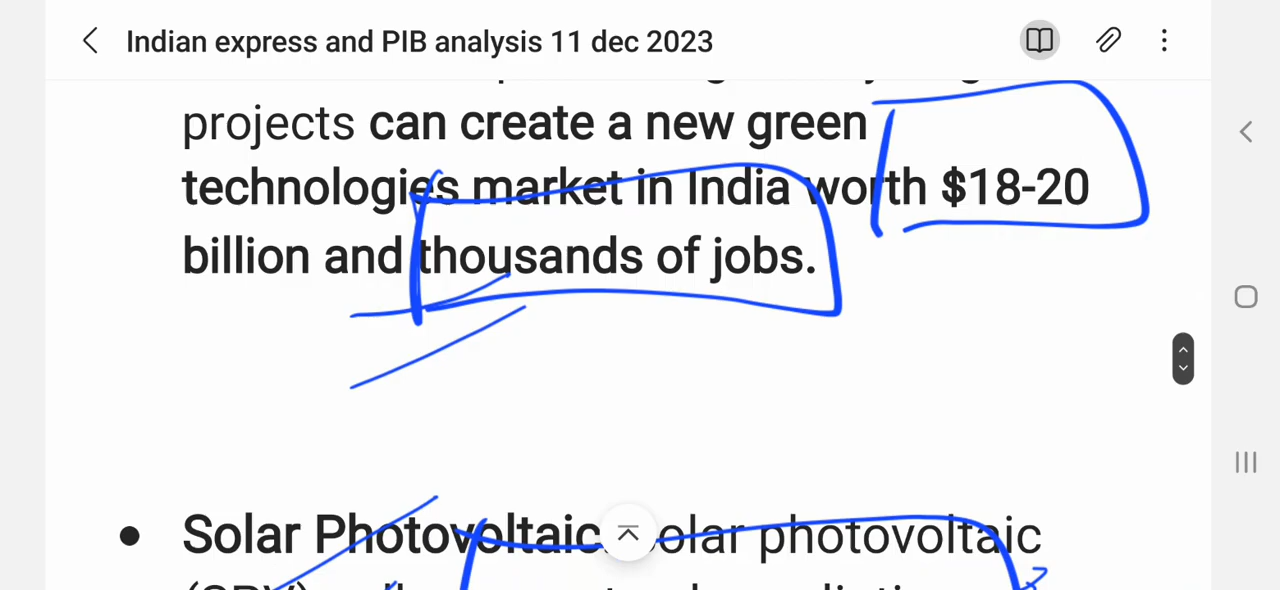 Indian express and PIB analysis 11 dec 2023
projects can create a new green
technologies market in India worth $18-20
billion and thousands of jobs.
Solar Photovoltaic solar photovoltaic